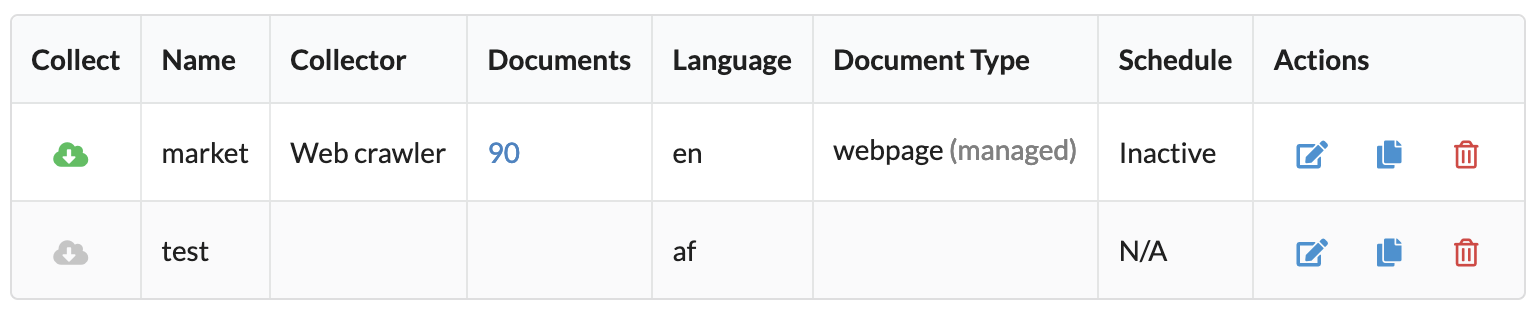 Collect Name Collector Documents Language Document Type Schedule Actions
market Web crawler 90 en webpage (managed) Inactive
test af N/A